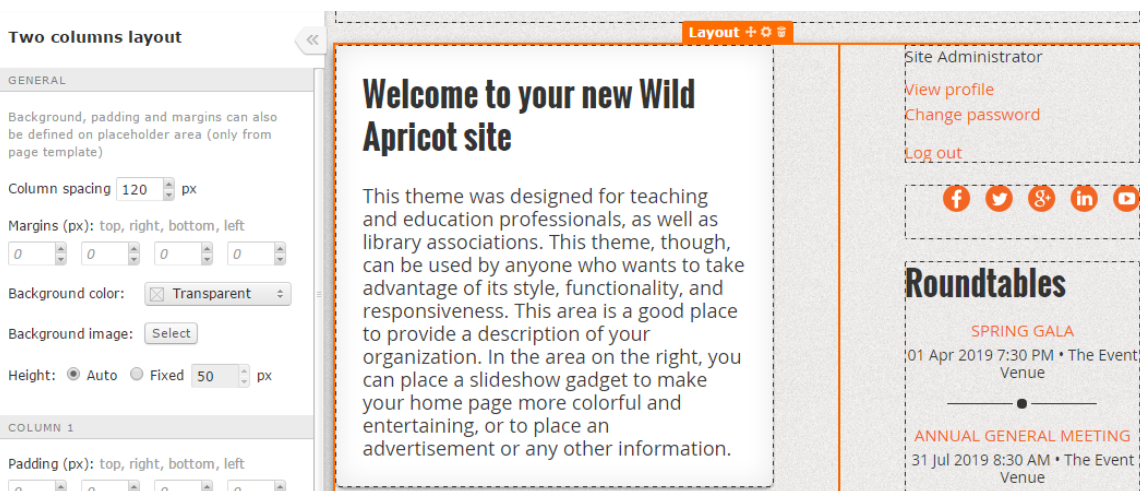 Two columns layout
GENERAL
Background, padding and margins can also
be defined on placeholder area (only from
page template)
Column spacing 120 px
Margins (px): top, right, bottom, left
0 0 0 0
Background color: Transparent
Background image: Select
Height: Auto Fixed 50 px
COLUMN 1
Padding (px): top, right, bottom, left
0 0 0 0
Layout
Welcome to your new Wild
Apricot site
This theme was designed for teaching
and education professionals, as well as
library associations. This theme, though,
can be used by anyone who wants to take
advantage of its style, functionality, and
responsiveness. This area is a good place
to provide a description of your
organization. In the area on the right, you
can place a slideshow gadget to make
your home page more colorful and
entertaining, or to place an
advertisement or any other information.
Site Administrator
View profile
Change password
Log out
Roundtables
SPRING GALA
01 Apr 2019 7:30 PM • The Event
Venue
ANNUAL GENERAL MEETING
31 Jul 2019 8:30 AM • The Event
Venue